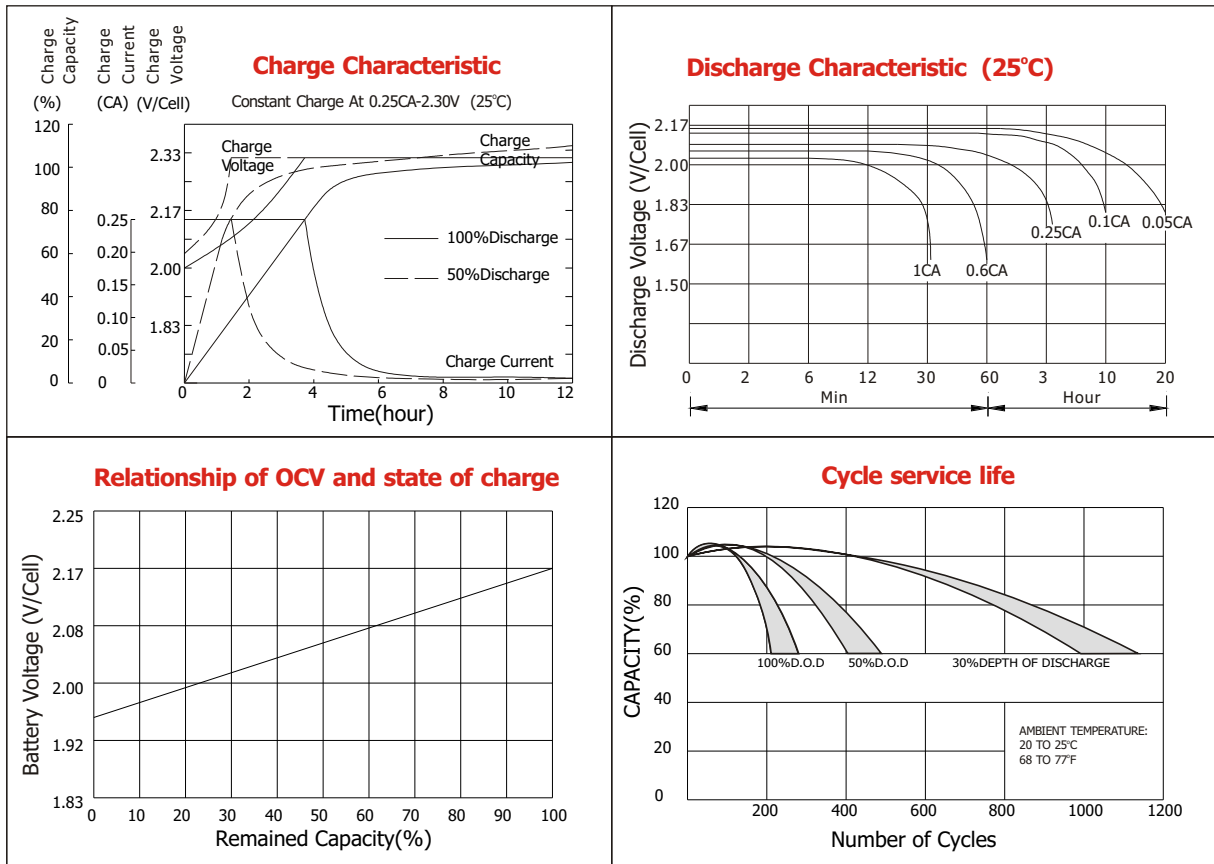 Charge Characteristic
Constant Charge At 0.25CA-2.30V (25°C)
Charge
Capacity
Charge
Current
Charge
Voltage
(%)
(CA)
(V/Cell)
120
100
80
60
40
20
0
0.25
0.20
0.15
0.10
0.05
0
2.33
2.17
2.00
1.83
Charge
Voltage
Charge
Capacity
100%Discharge
50%Discharge
Charge Current
0 2 4 6 8 10 12
Time(hour)
Discharge Characteristic (25°C)
Discharge Voltage (V/Cell)
2.17
2.00
1.83
1.67
1.50
1CA
0.6CA
0.25CA
0.1CA
0.05CA
0 2 6 12 30 60 3 10 20
Min
Hour
Relationship of OCV and state of charge
Battery Voltage (V/Cell)
2.25
2.17
2.08
2.00
1.92
1.83
0 10 20 30 40 50 60 70 80 90 100
Remained Capacity(%)
Cycle service life
CAPACITY(%)
120
100
80
60
40
20
0
100%D.O.D
50%D.O.D
30%DEPTH OF DISCHARGE
AMBIENT TEMPERATURE:
20 TO 25°C
68 TO 77°F
200 400 600 800 1000 1200
Number of Cycles